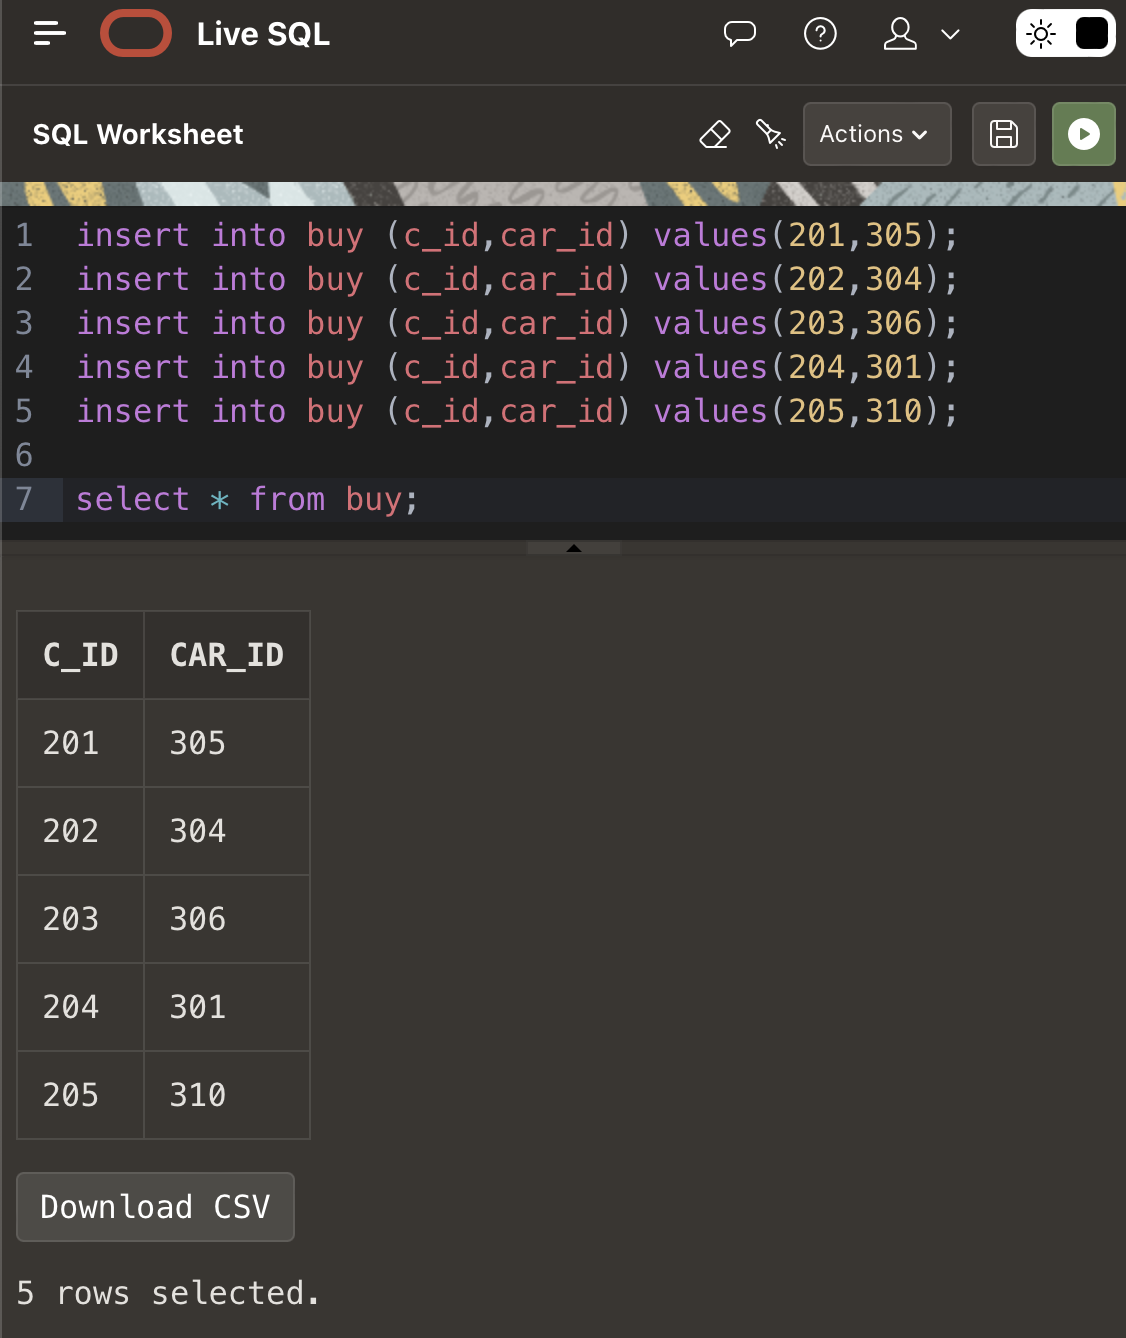 Live SQL
SQL Worksheet
Actions
1 insert into buy (c_id,car_id) values(201,305);
2 insert into buy (c_id,car_id) values(202,304);
3 insert into buy (c_id,car_id) values(203,306);
4 insert into buy (c_id,car_id) values(204,301);
5 insert into buy (c_id,car_id) values(205,310);
6
7 select * from buy;
C_ID CAR_ID
201 305
202 304
203 306
204 301
205 310
Download CSV
5 rows selected.